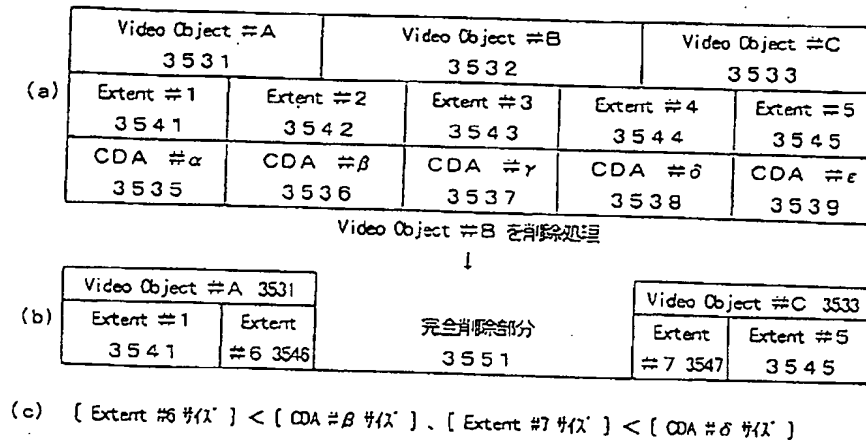 Video Object #A Video Object #B Video Object #C
3531 3532 3533
(a)
Extent #1 Extent #2 Extent #3 Extent #4 Extent #5
3541 3542 3543 3544 3545
CDA #α CDA #β CDA #γ CDA #δ CDA #ε
3535 3536 3537 3538 3539
Video Object #B を削除処理
↓
Video Object #A 3531 Video Object #C 3533
(b)
Extent #1 Extent 完全削除部分 Extent Extent #5
3541 #6 3546 3551 #7 3547 3545
(c) [ Extent #6 サイズ ] < [ CDA #β サイズ ]、[ Extent #7 サイズ ] < [ CDA #δ サイズ ]